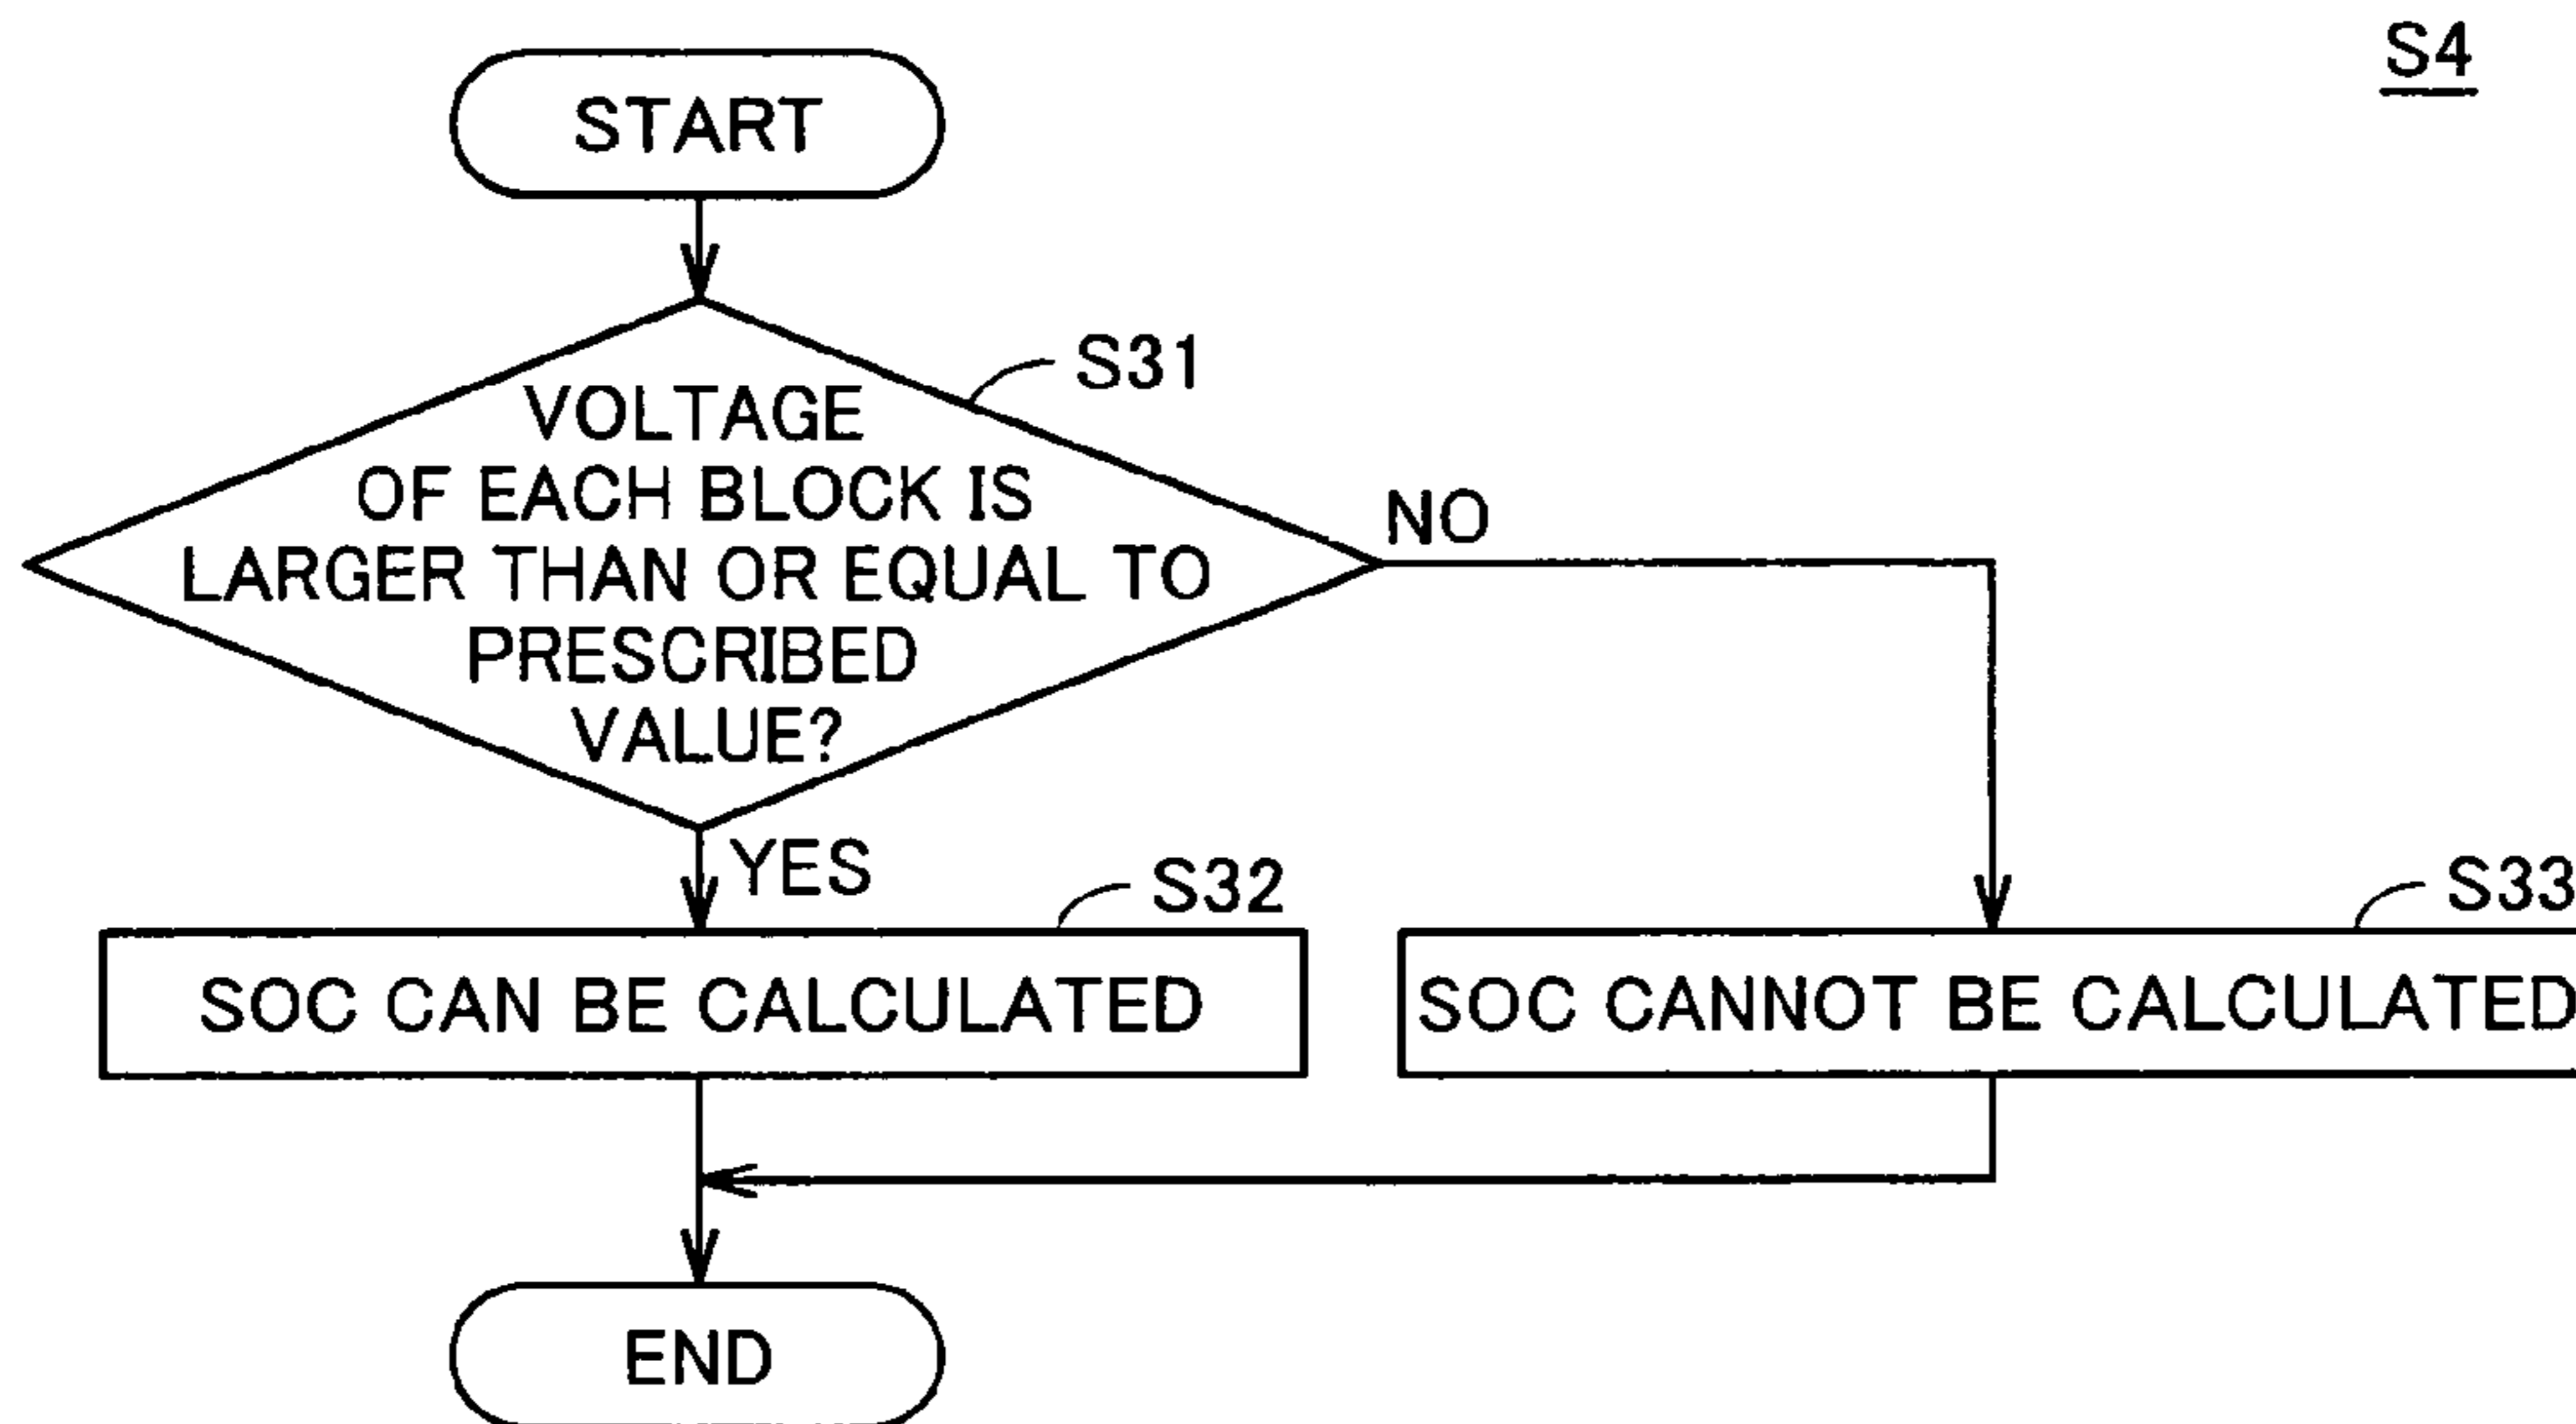 S4
START
S31
VOLTAGE
OF EACH BLOCK IS
LARGER THAN OR EQUAL TO
PRESCRIBED
VALUE?
NO
YES
S32
SOC CAN BE CALCULATED
S33
SOC CANNOT BE CALCULATED
END